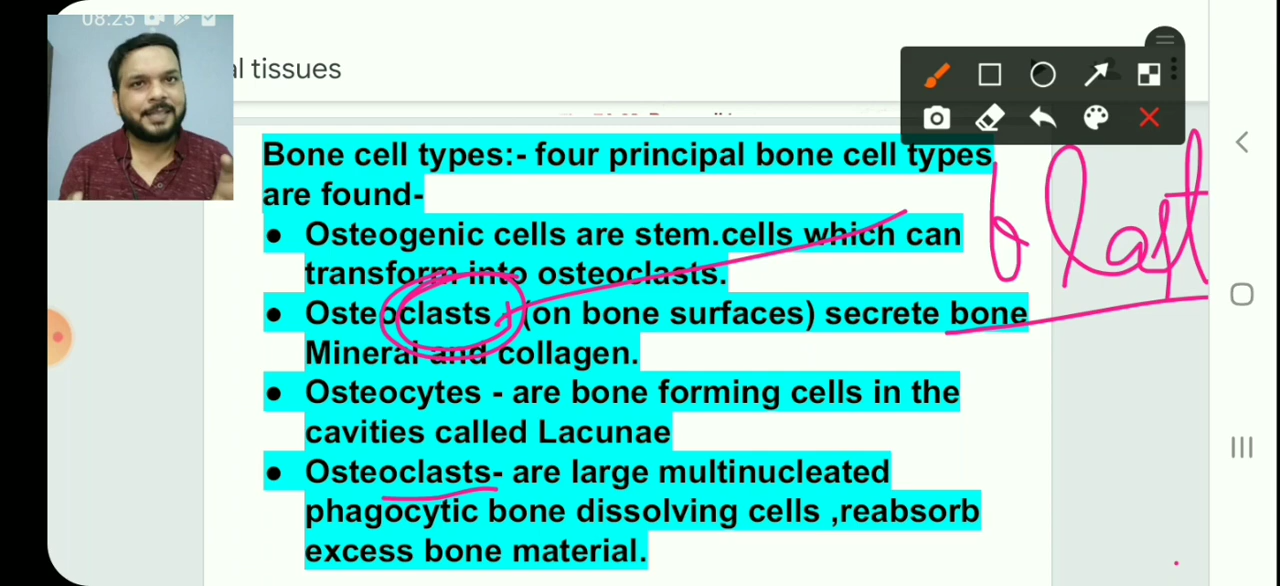 08:25
al tissues
Bone cell types:- four principal bone cell types
are found-
● Osteogenic cells are stem.cells which can
transform into osteoclasts.
● Osteoclasts (on bone surfaces) secrete bone
Mineral and collagen.
● Osteocytes - are bone forming cells in the
cavities called Lacunae
● Osteoclasts- are large multinucleated
phagocytic bone dissolving cells ,reabsorb
excess bone material.
blast